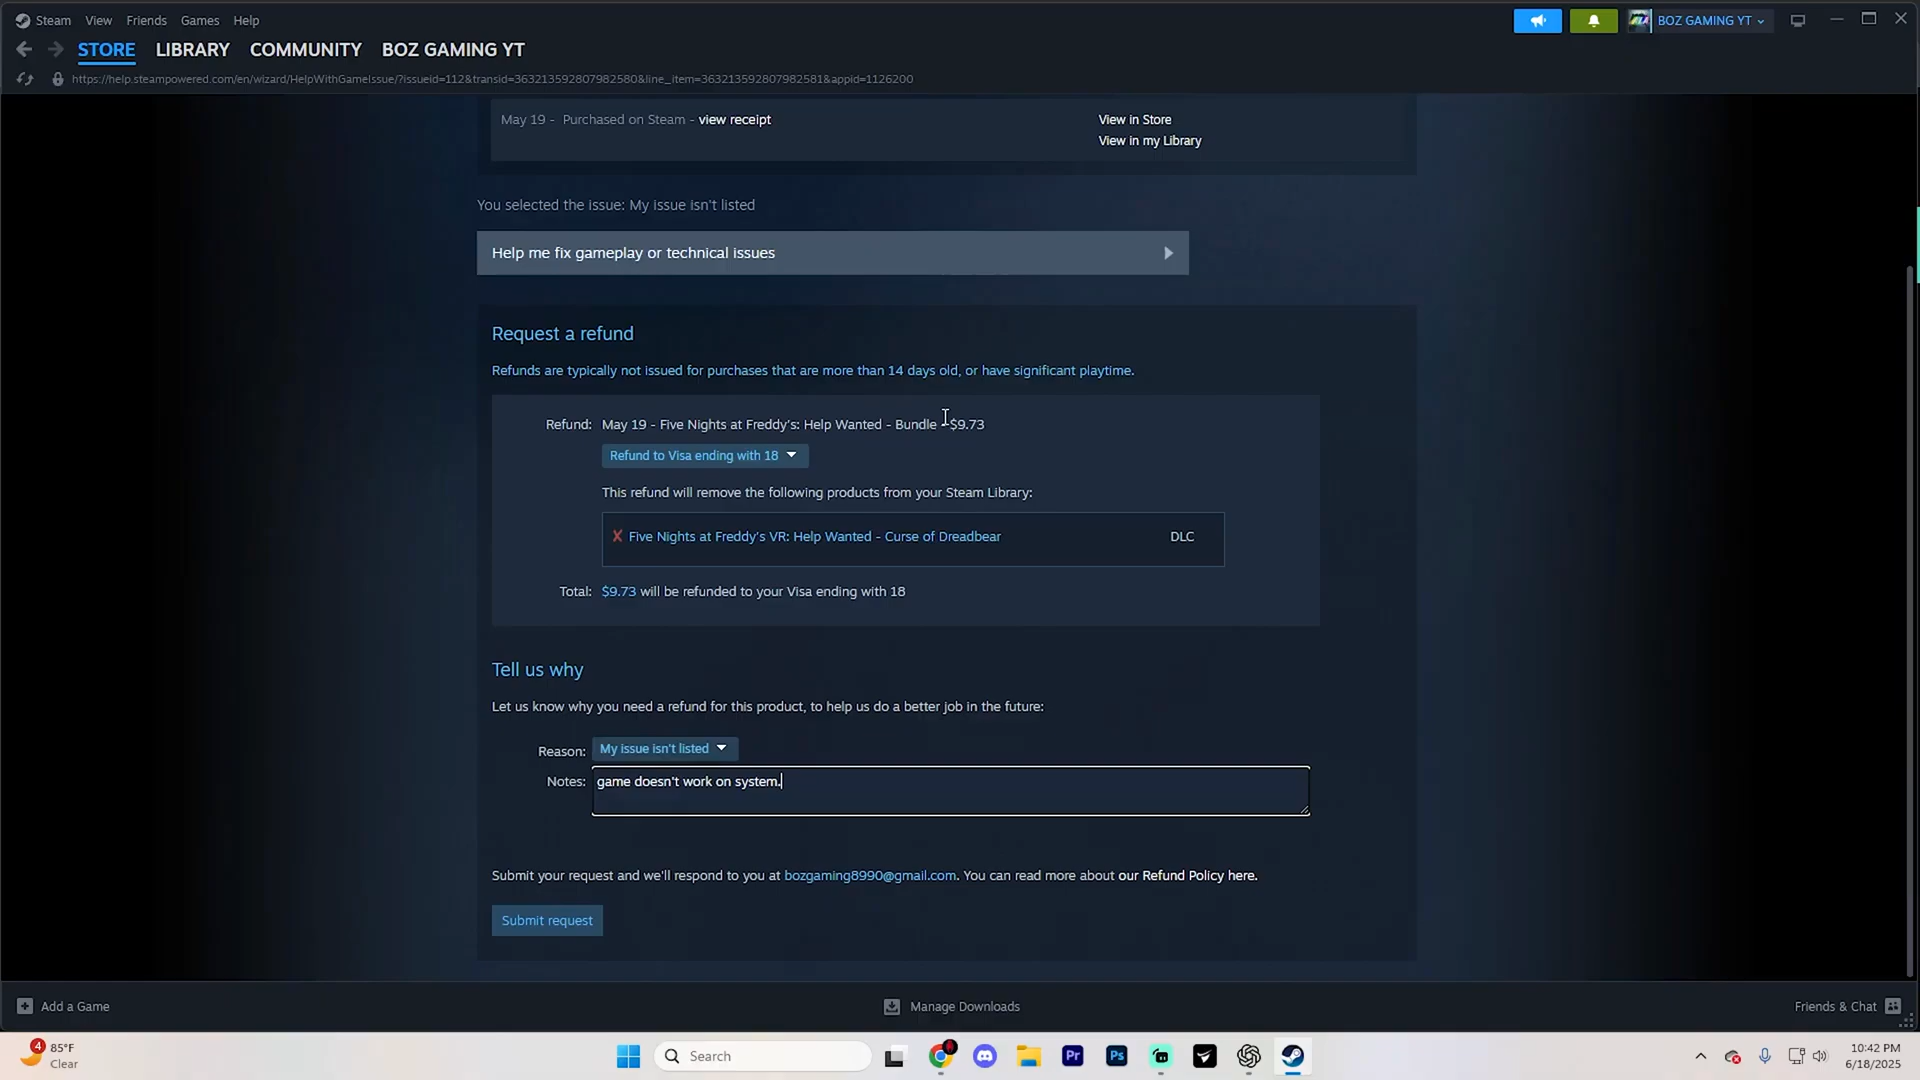 Steam View Friends Games Help
BOZ GAMING YT
STORE LIBRARY COMMUNITY BOZ GAMING YT
https://help.steampowered.com/en/wizard/HelpWithGameIssue/?issueid=112&transid=3632135928079825808&line_item=363213592807982581&appid=1126200
May 19 - Purchased on Steam - view receipt
View in Store
View in my Library
You selected the issue: My issue isn't listed
Help me fix gameplay or technical issues
Request a refund
Refunds are typically not issued for purchases that are more than 14 days old, or have significant playtime.
Refund: May 19 - Five Nights at Freddy's: Help Wanted - Bundle - $9.73
Refund to Visa ending with 18
This refund will remove the following products from your Steam Library:
X Five Nights at Freddy's VR: Help Wanted - Curse of Dreadbear DLC
Total: $9.73 will be refunded to your Visa ending with 18
Tell us why
Let us know why you need a refund for this product, to help us do a better job in the future:
Reason: My issue isn't listed
Notes: game doesn't work on system.
Submit your request and we'll respond to you at bozgaming8990@gmail.com. You can read more about our Refund Policy here.
Submit request
Add a Game
Manage Downloads
Friends & Chat
4
85°F
Clear
Search
Pr
Ps
10:42 PM
6/18/2025